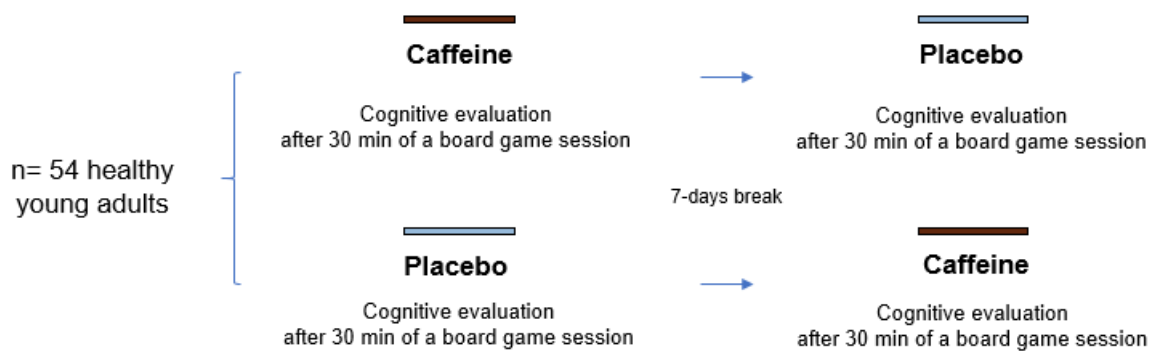 n= 54 healthy
young adults
Caffeine
Cognitive evaluation
after 30 min of a board game session
Placebo
Cognitive evaluation
after 30 min of a board game session
7-days break
Placebo
Cognitive evaluation
after 30 min of a board game session
Caffeine
Cognitive evaluation
after 30 min of a board game session